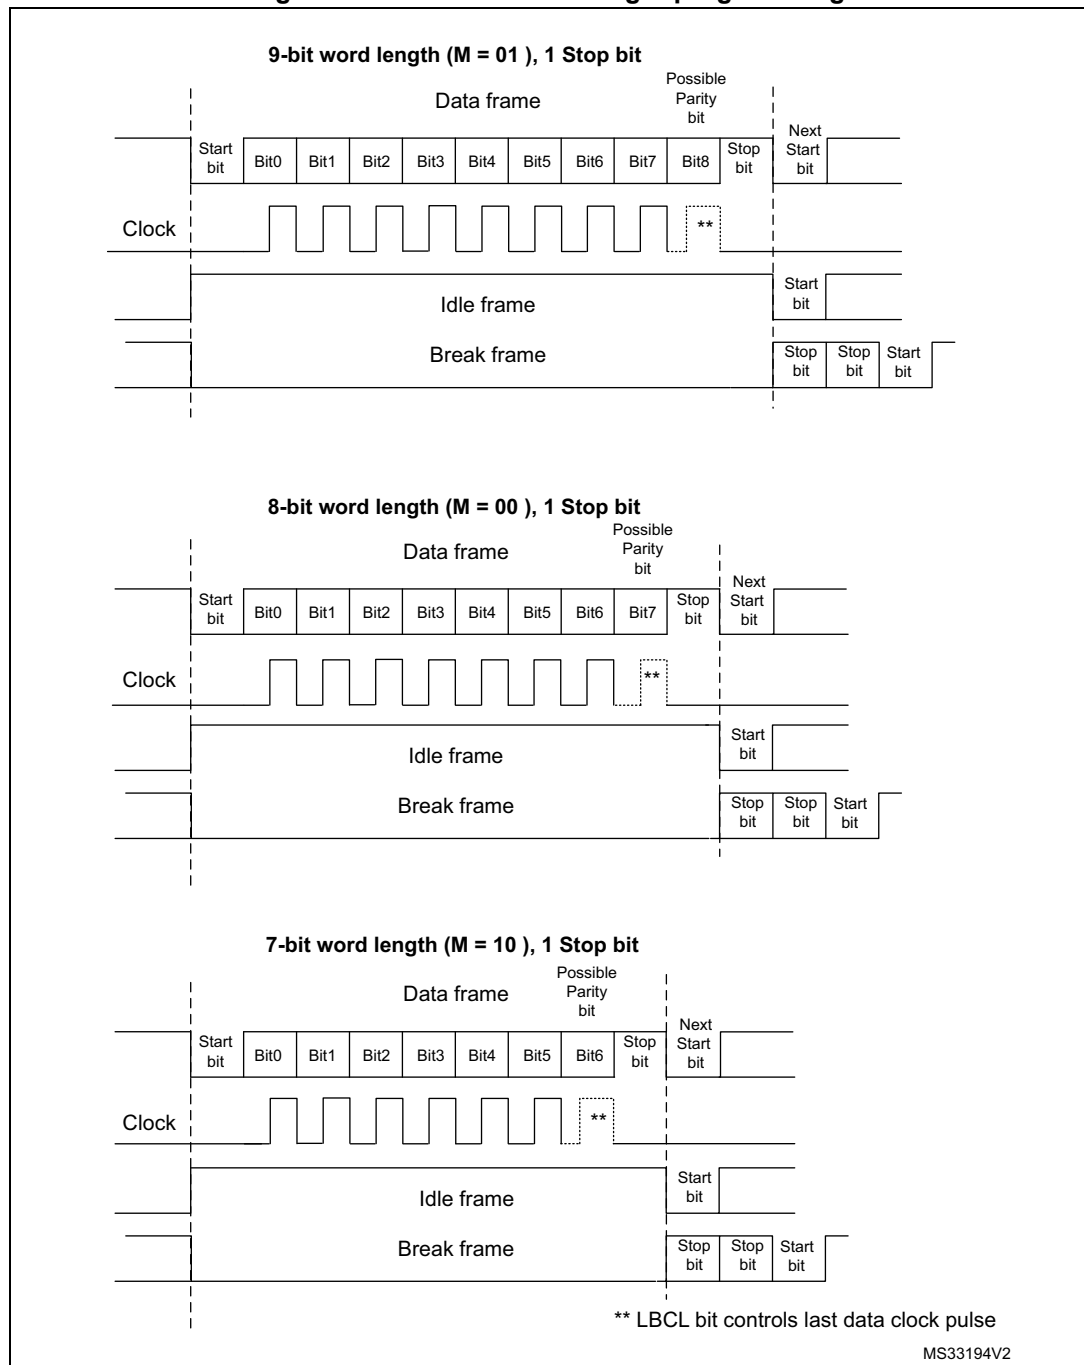 9-bit word length (M = 01 ), 1 Stop bit
Data frame
Possible
Parity
bit
Start
bit
Bit0 Bit1 Bit2 Bit3 Bit4 Bit5 Bit6 Bit7 Bit8
Stop
bit
Next
Start
bit
Clock
**
Idle frame
Start
bit
Break frame
Stop
bit
Stop
bit
Start
bit
8-bit word length (M = 00 ), 1 Stop bit
Data frame
Possible
Parity
bit
Start
bit
Bit0 Bit1 Bit2 Bit3 Bit4 Bit5 Bit6 Bit7
Stop
bit
Next
Start
bit
Clock
**
Idle frame
Start
bit
Break frame
Stop
bit
Stop
bit
Start
bit
7-bit word length (M = 10 ), 1 Stop bit
Data frame
Possible
Parity
bit
Start
bit
Bit0 Bit1 Bit2 Bit3 Bit4 Bit5 Bit6
Stop
bit
Next
Start
bit
Clock
**
Idle frame
Start
bit
Break frame
Stop
bit
Stop
bit
Start
bit
** LBCL bit controls last data clock pulse
MS33194V2